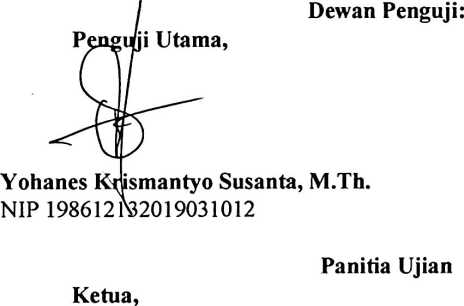 Dewan Penguji:
Penguji Utama,
Yohanes Krismantyo Susanta, M.Th.
NIP 198612132019031012
Panitia Ujian
Ketua,